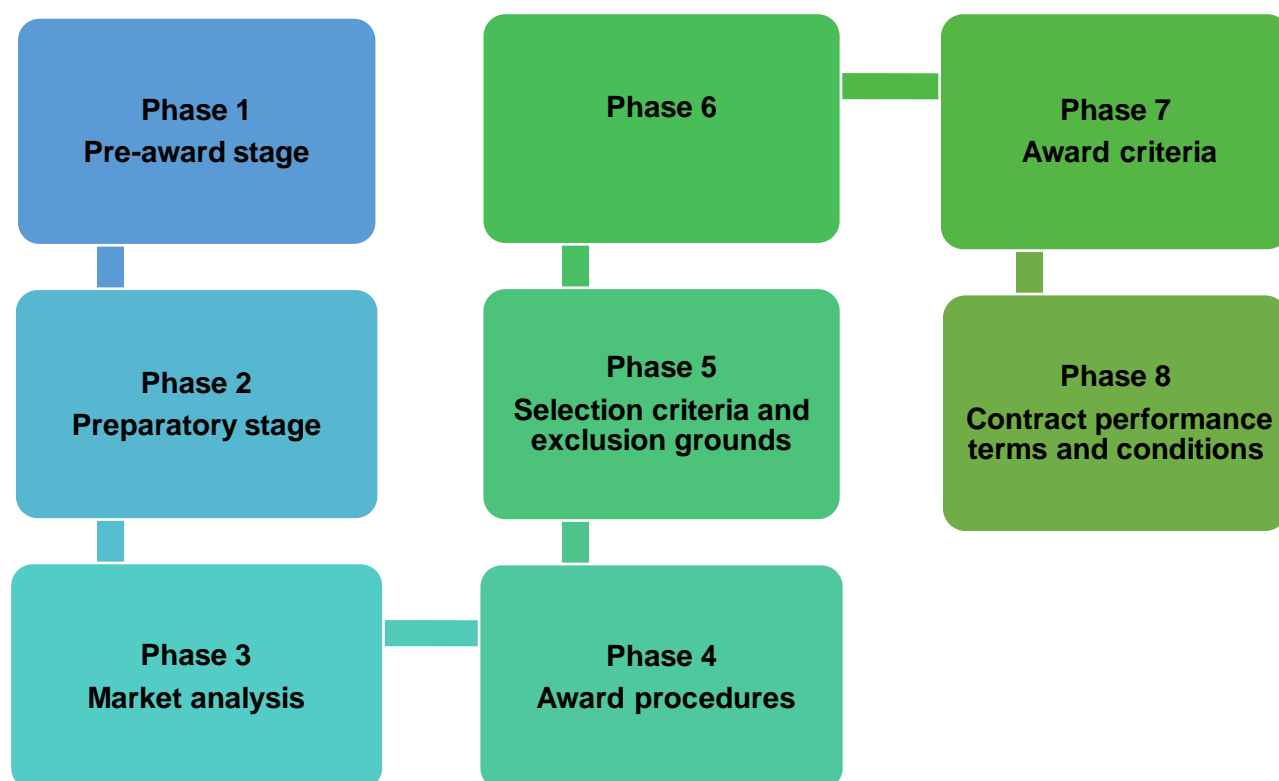 Phase 1
Pre-award stage
Phase 2
Preparatory stage
Phase 3
Market analysis
Phase 4
Award procedures
Phase 5
Selection criteria and
exclusion grounds
Phase 6
Phase 7
Award criteria
Phase 8
Contract performance
terms and conditions